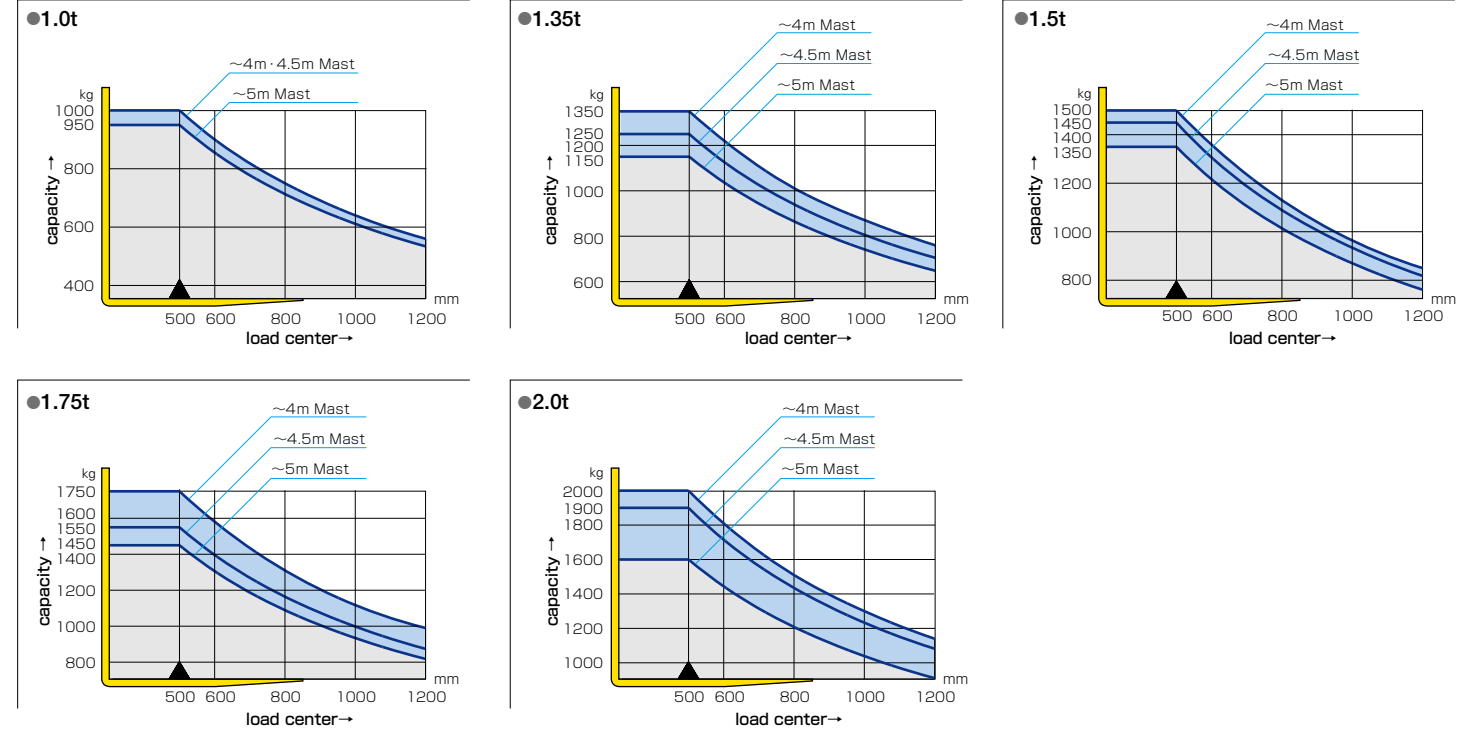 ●1.0t
～4m・4.5m Mast
～5m Mast
kg
1000
950
800
600
400
capacity →
mm
500 600 800 1000 1200
load center→
●1.35t
～4m Mast
～4.5m Mast
～5m Mast
kg
1350
1250
1200
1150
1000
800
600
capacity →
mm
500 600 800 1000 1200
load center→
●1.5t
～4m Mast
～4.5m Mast
～5m Mast
kg
1500
1450
1400
1350
1200
1000
800
capacity →
mm
500 600 800 1000 1200
load center→
●1.75t
～4m Mast
～4.5m Mast
～5m Mast
kg
1750
1600
1550
1450
1400
1200
1000
800
capacity →
mm
500 600 800 1000 1200
load center→
●2.0t
～4m Mast
～4.5m Mast
～5m Mast
kg
2000
1900
1800
1600
1400
1200
1000
capacity →
mm
500 600 800 1000 1200
load center→